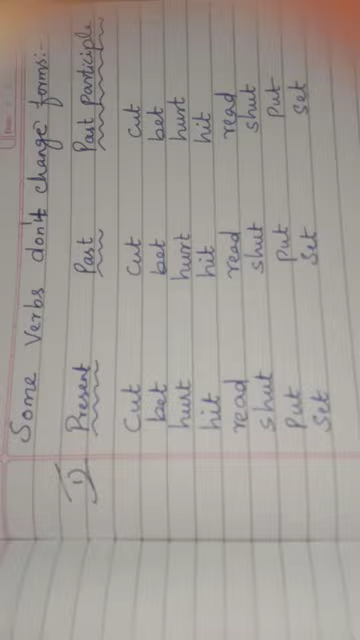 Some Verbs don't change forms:-
1) Present Past Past participle
Cut cut cut
bet bet bet
hurt hurt hurt
hit hit hit
read read read
shut shut shut
Put Put Put
Set Set Set